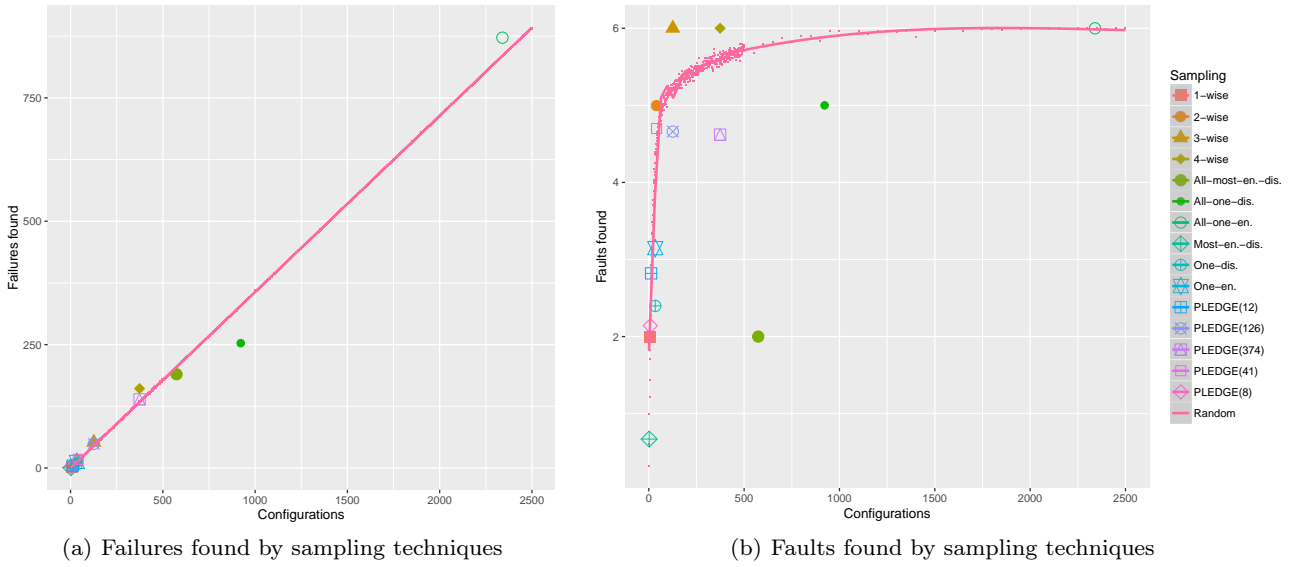 Failures found
750
500
250
0
0
500
1000
1500
2000
2500
Configurations
(a) Failures found by sampling techniques
Faults found
6
4
2
0
500
1000
1500
2000
2500
Configurations
(b) Faults found by sampling techniques
Sampling
1−wise
2−wise
3−wise
4−wise
All−most−en.−dis.
All−one−dis.
All−one−en.
Most−en.−dis.
One−dis.
One−en.
PLEDGE(12)
PLEDGE(126)
PLEDGE(374)
PLEDGE(41)
PLEDGE(8)
Random